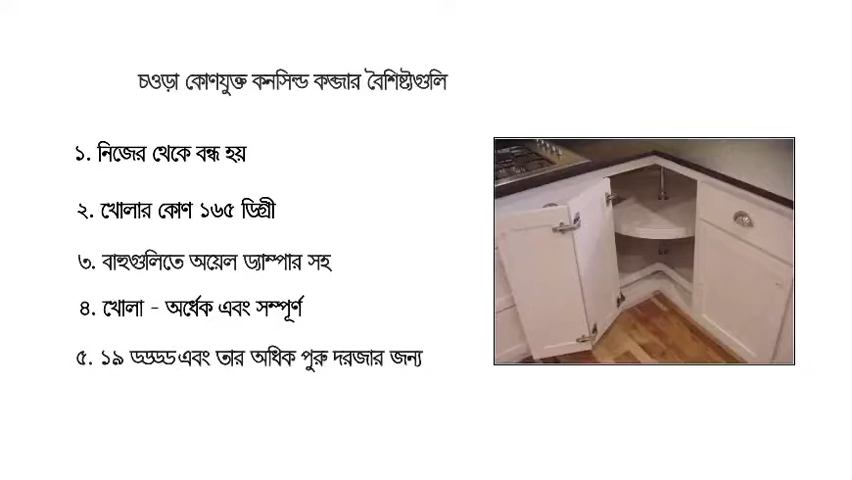 চওড়া কোণযুক্ত কনসিল্ড কব্জার বৈশিষ্ট্যগুলি
১. নিজের থেকে বন্ধ হয়
২. খোলার কোণ ১৬৫ ডিগ্রী
৩. বাহুগুলিতে অয়েল ড্যাম্পার সহ
৪. খোলা - অর্ধেক এবং সম্পূর্ণ
৫. ১৯ ডডডড এবং তার অধিক পুরু দরজার জন্য